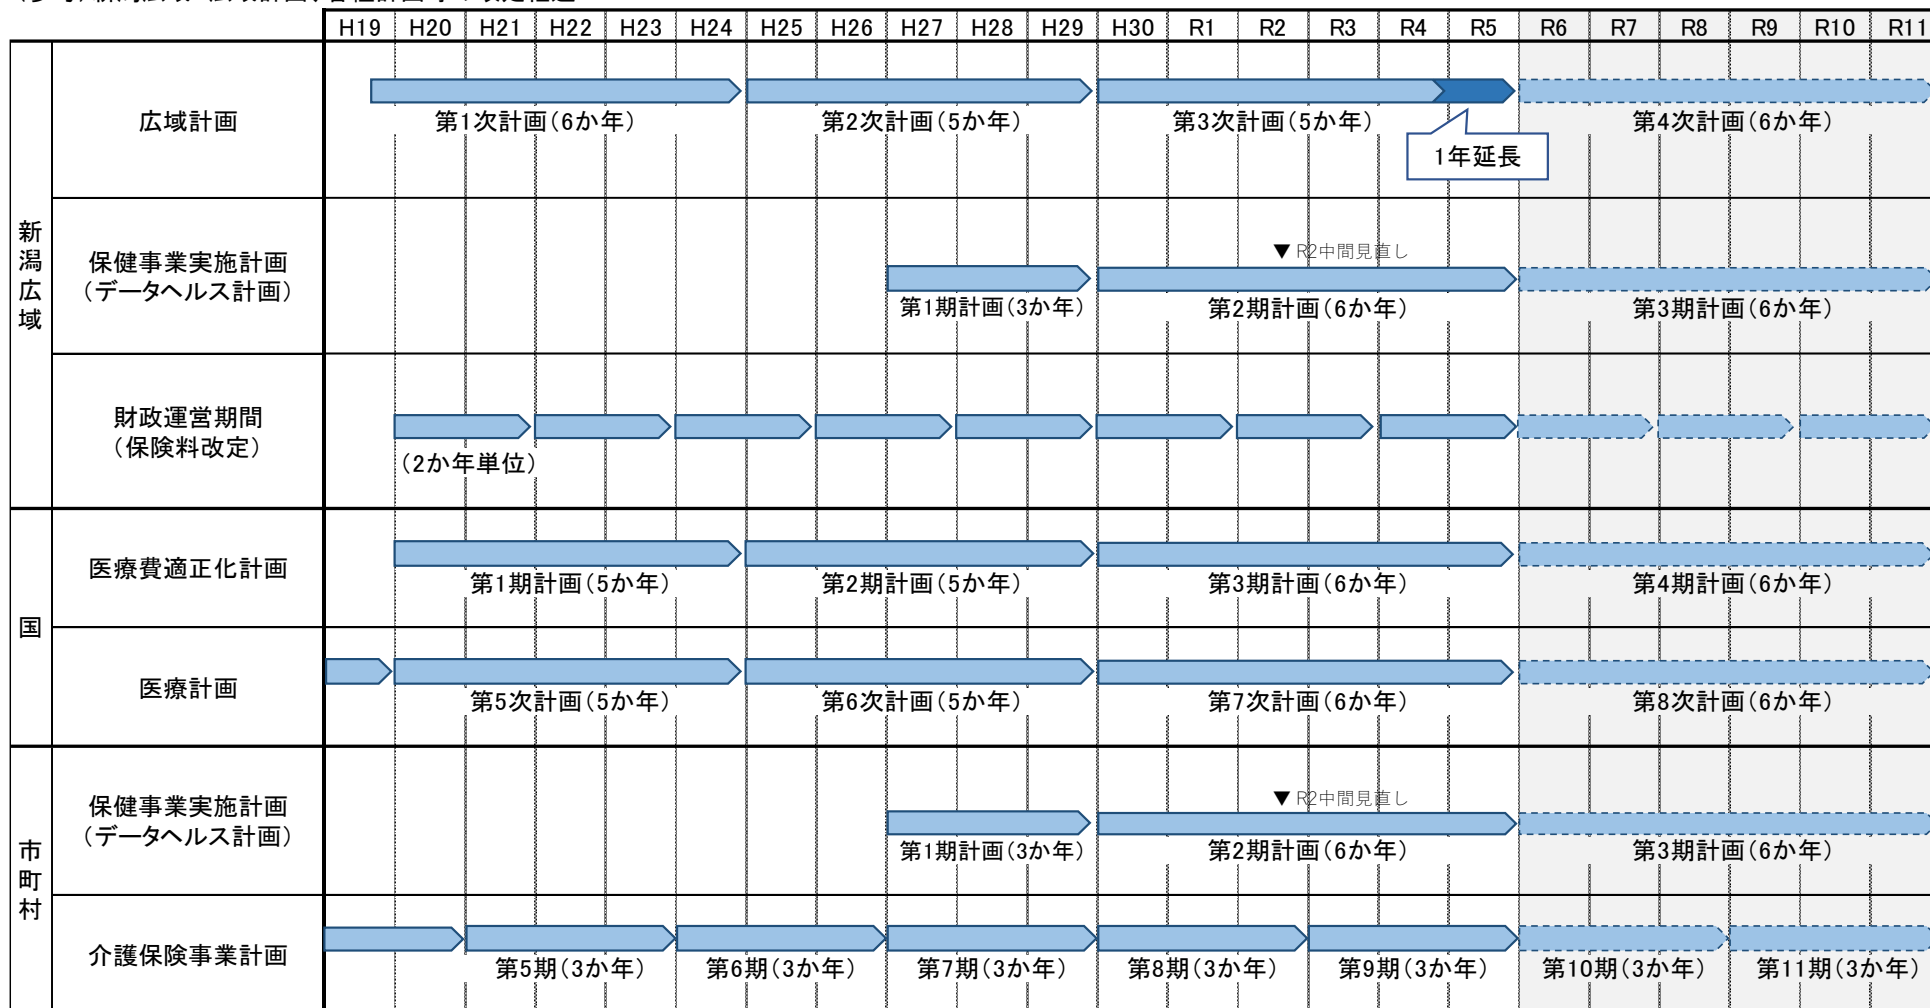 H19 H20 H21 H22 H23 H24 H25 H26 H27 H28 H29 H30 R1 R2 R3 R4 R5 R6 R7 R8 R9 R10 R11
新潟広域
広域計画
第1次計画(6か年) 第2次計画(5か年) 第3次計画(5か年) 第4次計画(6か年)
1年延長
保健事業実施計画
(データヘルス計画)
▼ R2中間見直し
第1期計画(3か年) 第2期計画(6か年) 第3期計画(6か年)
財政運営期間
(保険料改定)
(2か年単位)
国
医療費適正化計画
第1期計画(5か年) 第2期計画(5か年) 第3期計画(6か年) 第4期計画(6か年)
医療計画
第5次計画(5か年) 第6次計画(5か年) 第7次計画(6か年) 第8次計画(6か年)
市町村
保健事業実施計画
(データヘルス計画)
▼ R2中間見直し
第1期計画(3か年) 第2期計画(6か年) 第3期計画(6か年)
介護保険事業計画
第5期(3か年) 第6期(3か年) 第7期(3か年) 第8期(3か年) 第9期(3か年) 第10期(3か年) 第11期(3か年)